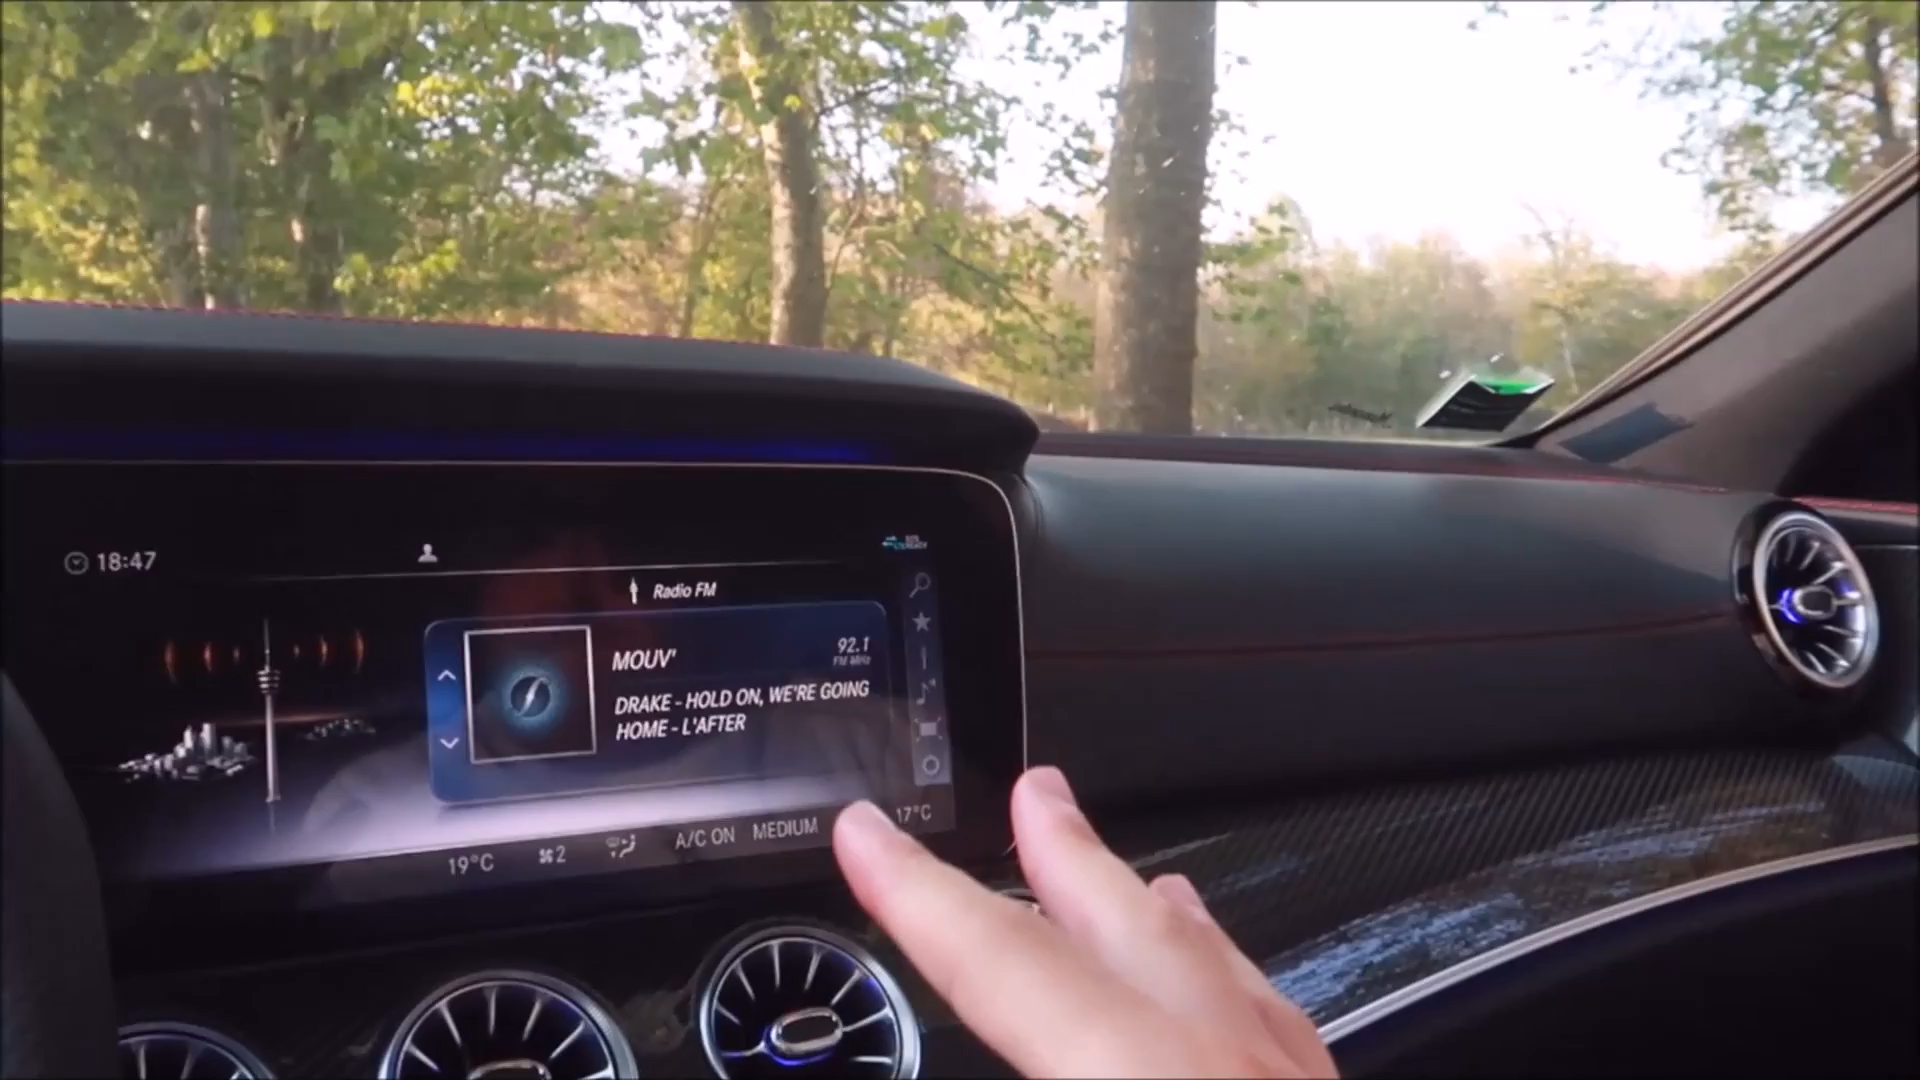 18:47
Radio FM
MOUV'
92.1
FM MHz
DRAKE - HOLD ON, WE'RE GOING
HOME - L'AFTER
19°C 2 A/C ON MEDIUM 17°C